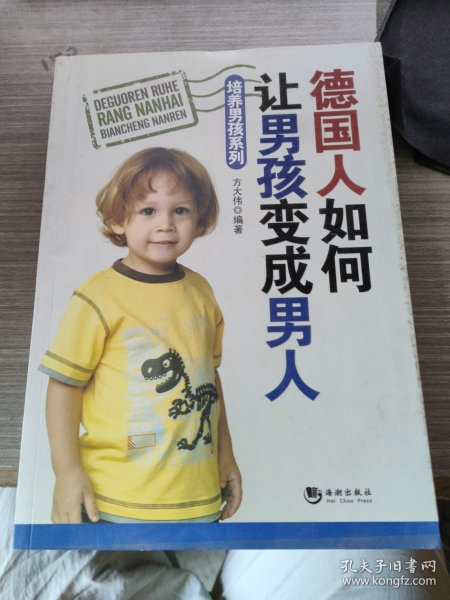 DEGUOREN RUHE
RANG NANHAI
BIANCHENG NANREN
德国人如何
让男孩变成男人
培养男孩系列
方大伟◎编著
海潮出版社
Hai Chao Press
孔夫子旧书网
www.kongfz.com